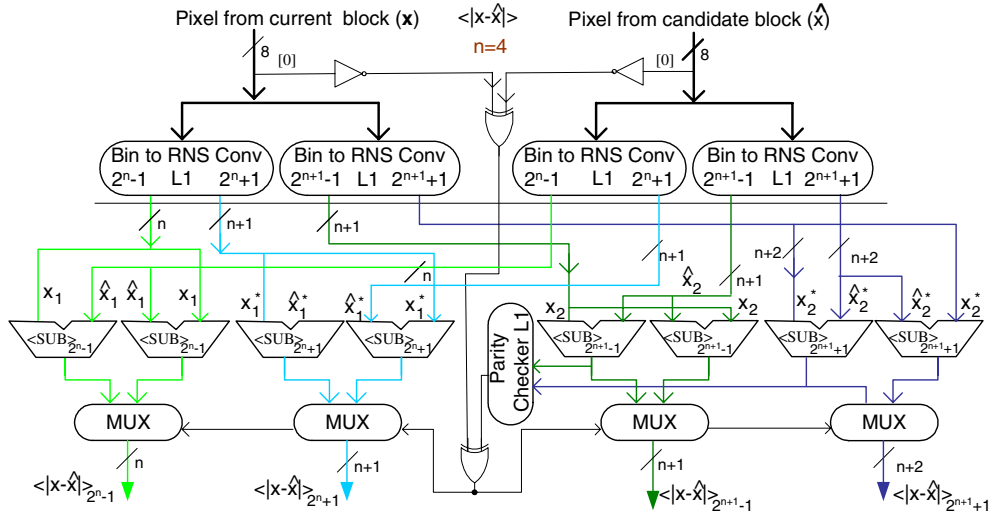 Pixel from current block (x)
<|x-x̂|>
Pixel from candidate block (x̂)
n=4
8
[0]
[0]
8
Bin to RNS Conv
2ⁿ-1 L1 2ⁿ+1
Bin to RNS Conv
2ⁿ⁺¹-1 L1 2ⁿ⁺¹+1
Bin to RNS Conv
2ⁿ-1 L1 2ⁿ+1
Bin to RNS Conv
2ⁿ⁺¹-1 L1 2ⁿ⁺¹+1
n
n+1
n+1
n+1
n+2
n+2
n
n+1
x₁ x̂₁ x̂₁ x₁ x₁* x̂₁* x̂₁* x₁* x₂ x̂₂ x₂ x₂* x̂₂* x̂₂* x₂*
<SUB>2ⁿ-1
<SUB>2ⁿ-1
<SUB>2ⁿ+1
<SUB>2ⁿ+1
Parity
Checker L1
<SUB>2ⁿ⁺¹-1
<SUB>2ⁿ⁺¹-1
<SUB>2ⁿ⁺¹+1
<SUB>2ⁿ⁺¹+1
MUX
MUX
MUX
MUX
n
n+1
n+1
n+2
<|x-x̂|>2ⁿ-1
<|x-x̂|>2ⁿ+1
<|x-x̂|>2ⁿ⁺¹-1
<|x-x̂|>2ⁿ⁺¹+1